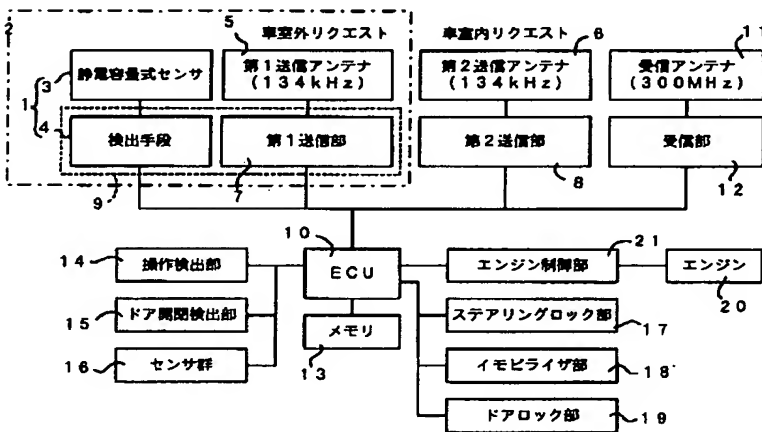 2
5
車室外リクエスト
車室内リクエスト
6
11
3
静電容量式センサ
第1送信アンテナ
(134kHz)
第2送信アンテナ
(134kHz)
受信アンテナ
(300MHz)
1
4
検出手段
第1送信部
第2送信部
受信部
9
7
8
12
10
21
14
操作検出部
ECU
エンジン制御部
エンジン
20
15
ドア開閉検出部
メモリ
13
ステアリングロック部
17
16
センサ群
イモビライザ部
18
ドアロック部
19